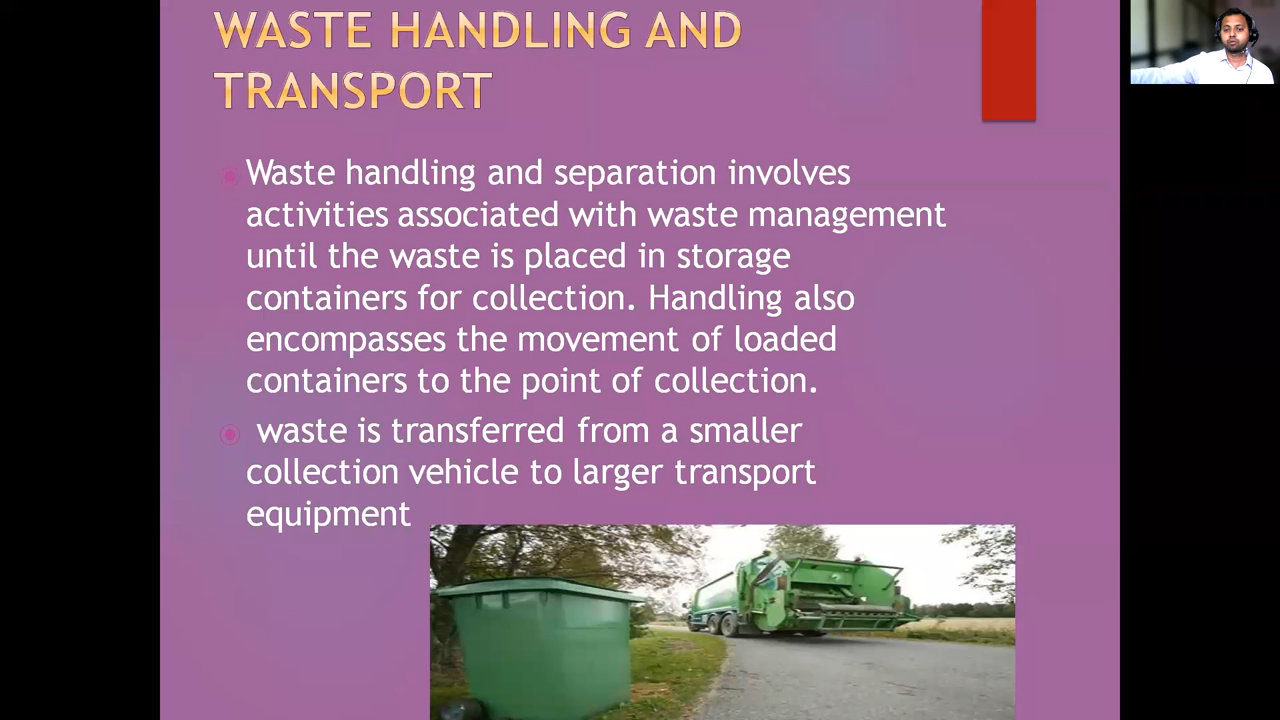 WASTE HANDLING AND
TRANSPORT
Waste handling and separation involves
activities associated with waste management
until the waste is placed in storage
containers for collection. Handling also
encompasses the movement of loaded
containers to the point of collection.
waste is transferred from a smaller
collection vehicle to larger transport
equipment